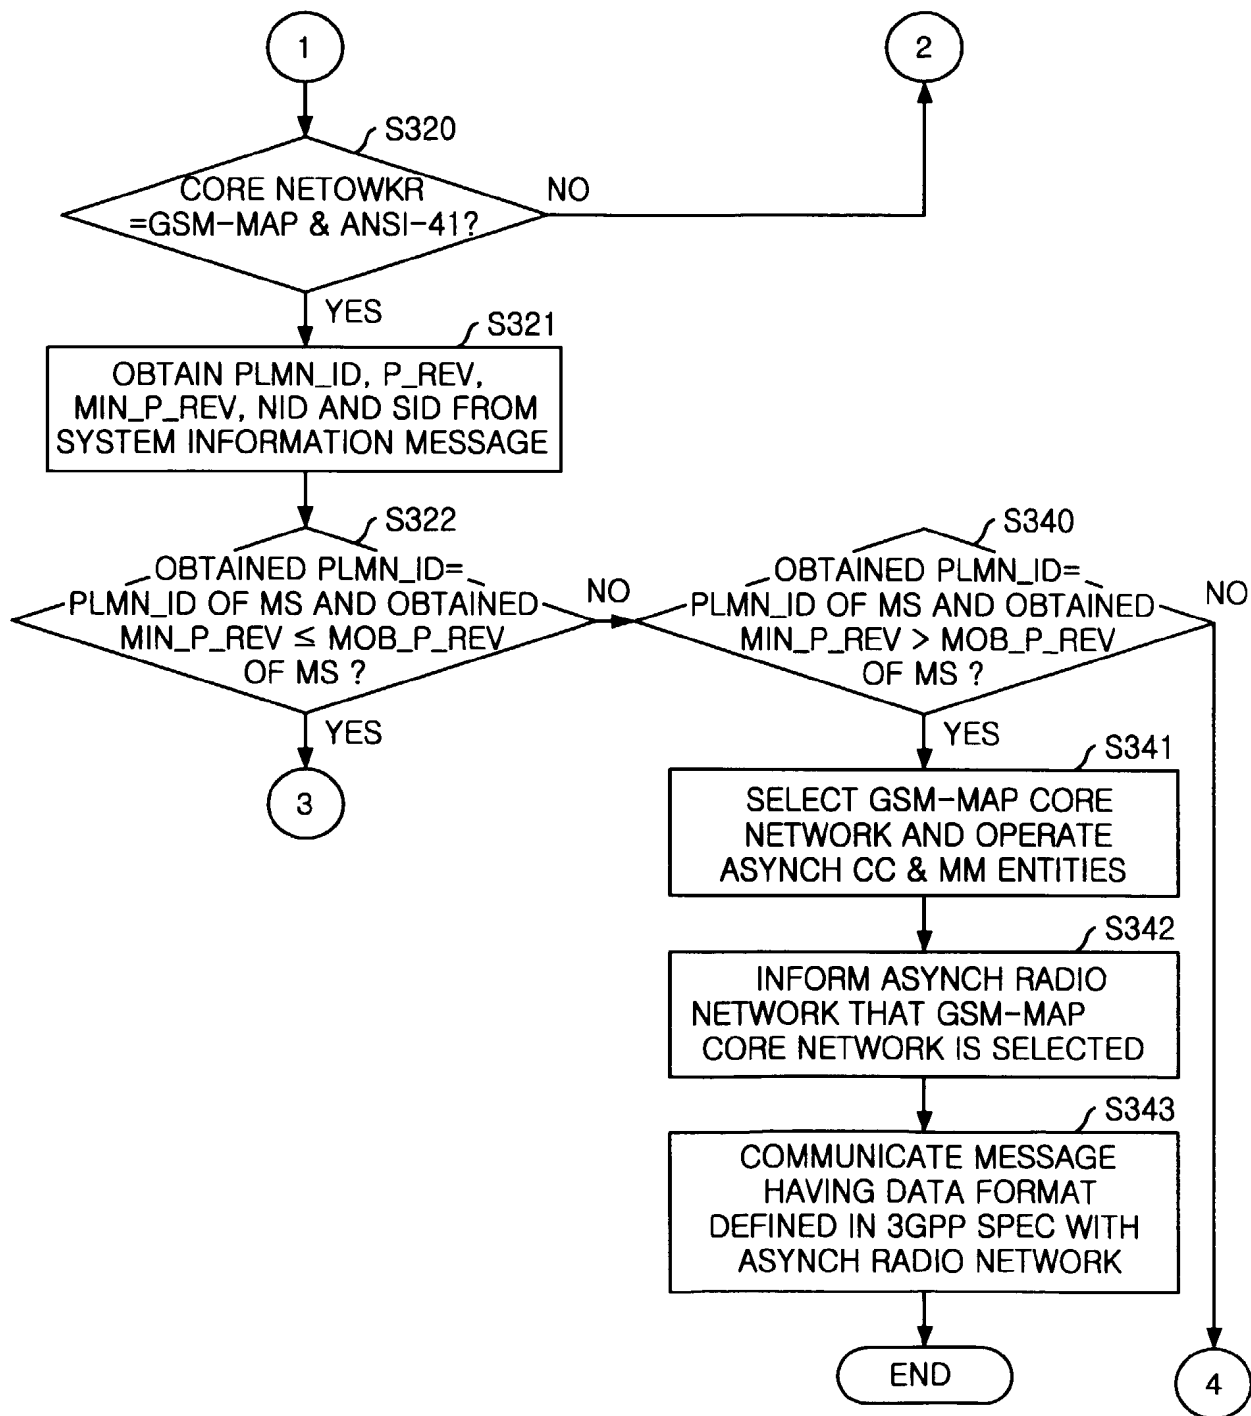 1
2
S320
CORE NETOWKR
=GSM-MAP & ANSI-41?
NO
YES
S321
OBTAIN PLMN_ID, P_REV,
MIN_P_REV, NID AND SID FROM
SYSTEM INFORMATION MESSAGE
S322
OBTAINED PLMN_ID=
PLMN_ID OF MS AND OBTAINED
MIN_P_REV ≤ MOB_P_REV
OF MS ?
NO
YES
3
S340
OBTAINED PLMN_ID=
PLMN_ID OF MS AND OBTAINED
MIN_P_REV > MOB_P_REV
OF MS ?
NO
YES
S341
SELECT GSM-MAP CORE
NETWORK AND OPERATE
ASYNCH CC & MM ENTITIES
S342
INFORM ASYNCH RADIO
NETWORK THAT GSM-MAP
CORE NETWORK IS SELECTED
S343
COMMUNICATE MESSAGE
HAVING DATA FORMAT
DEFINED IN 3GPP SPEC WITH
ASYNCH RADIO NETWORK
END
4